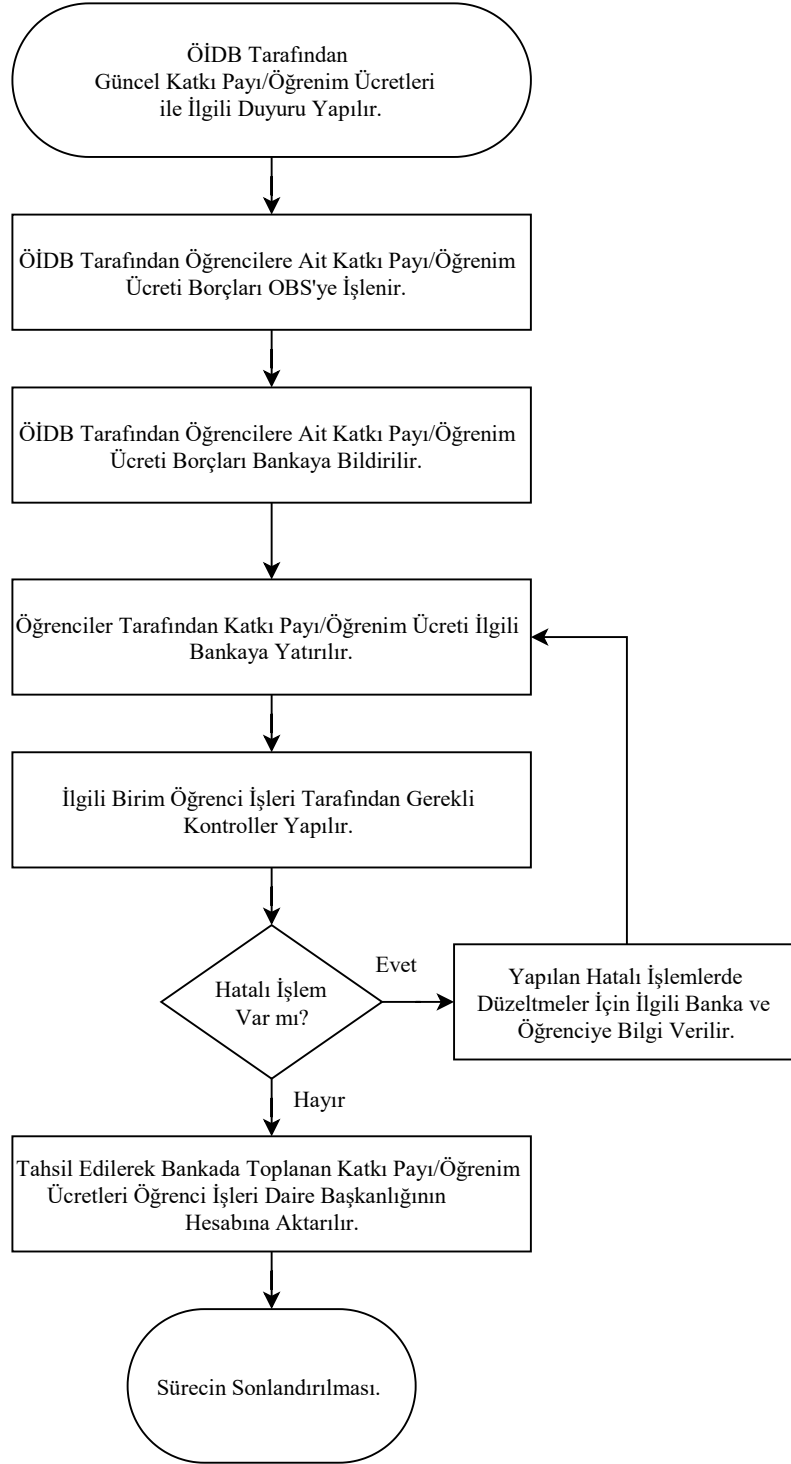 ÖİDB Tarafından
Güncel Katkı Payı/Öğrenim Ücretleri
ile İlgili Duyuru Yapılır.
ÖİDB Tarafından Öğrencilere Ait Katkı Payı/Öğrenim
Ücreti Borçları OBS'ye İşlenir.
ÖİDB Tarafından Öğrencilere Ait Katkı Payı/Öğrenim
Ücreti Borçları Bankaya Bildirilir.
Öğrenciler Tarafından Katkı Payı/Öğrenim Ücreti İlgili
Bankaya Yatırılır.
İlgili Birim Öğrenci İşleri Tarafından Gerekli
Kontroller Yapılır.
Hatalı İşlem
Var mı?
Evet
Yapılan Hatalı İşlemlerde
Düzeltmeler İçin İlgili Banka ve
Öğrenciye Bilgi Verilir.
Hayır
Tahsil Edilerek Bankada Toplanan Katkı Payı/Öğrenim
Ücretleri Öğrenci İşleri Daire Başkanlığının
Hesabına Aktarılır.
Sürecin Sonlandırılması.